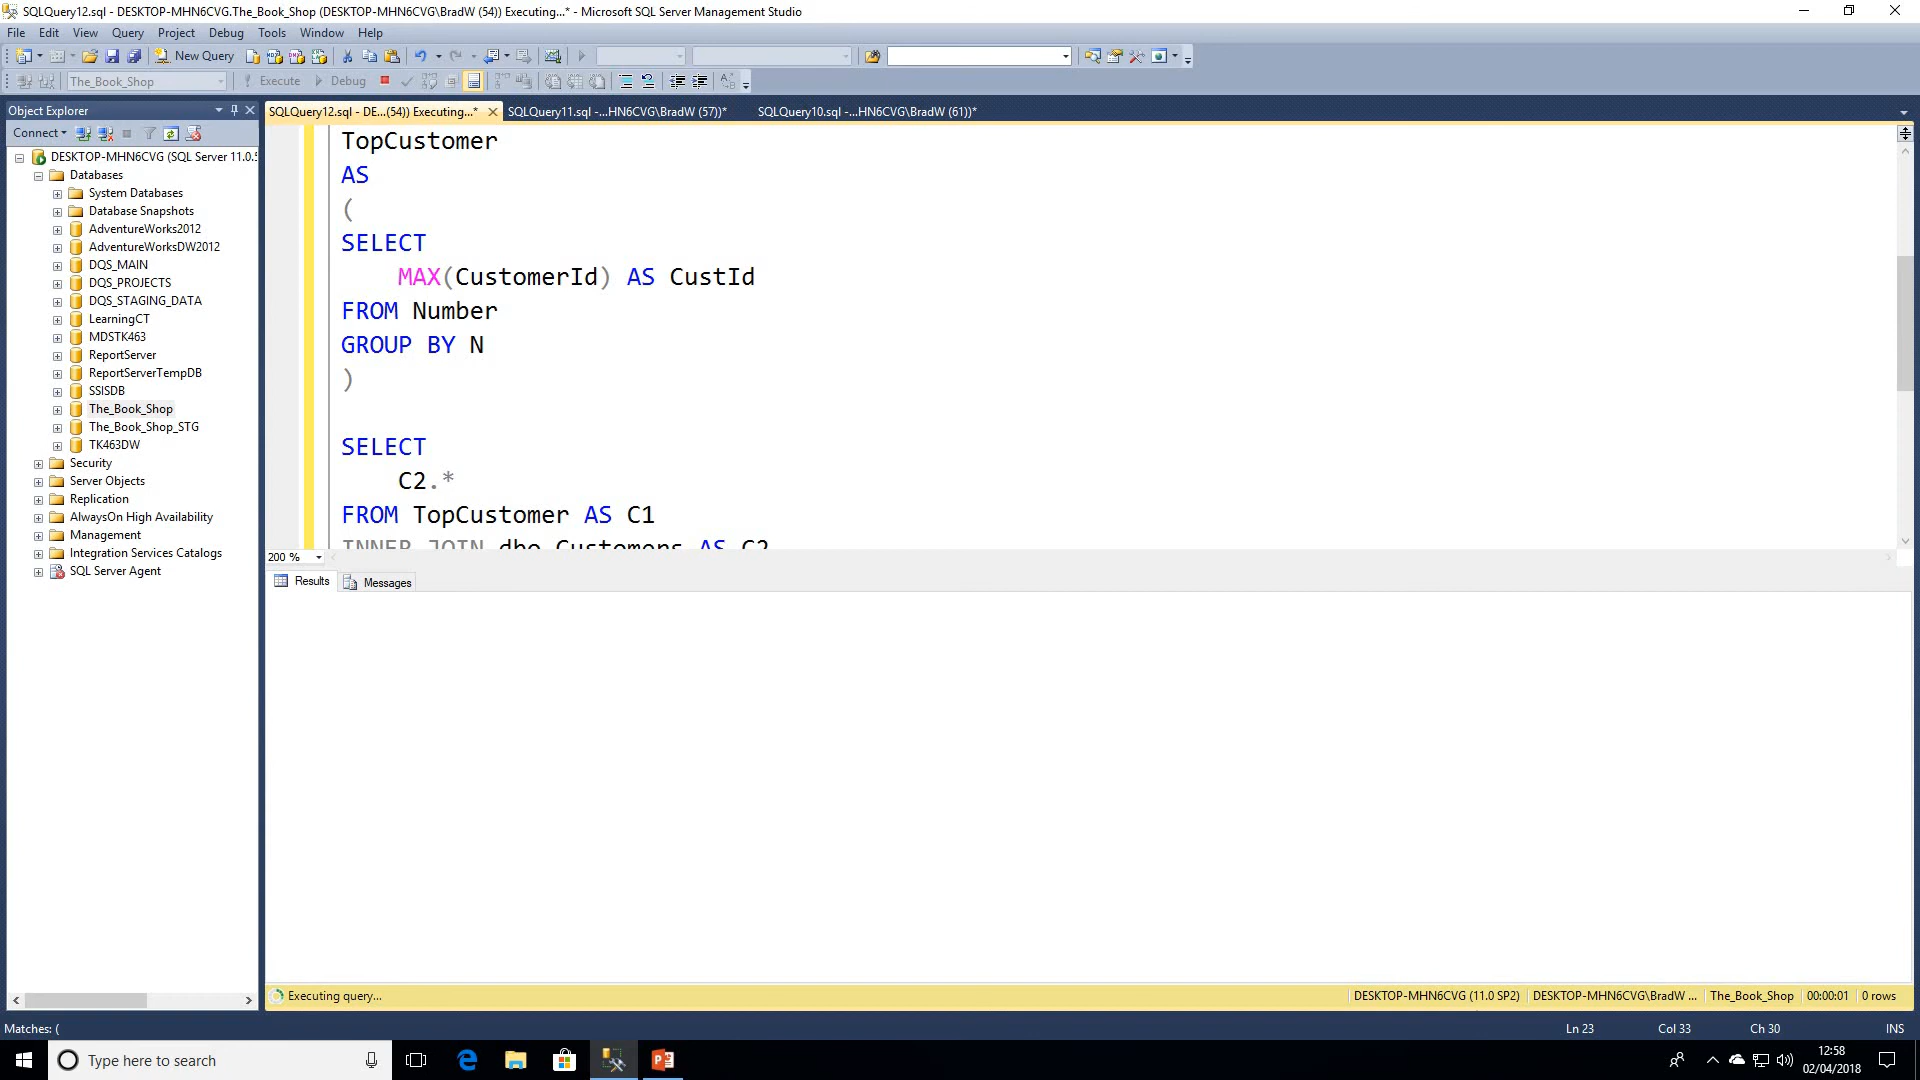 SQLQuery12.sql - DESKTOP-MHN6CVG.The_Book_Shop (DESKTOP-MHN6CVG\BradW (54)) Executing...* - Microsoft SQL Server Management Studio
File Edit View Query Project Debug Tools Window Help
New Query
The_Book_Shop Execute Debug
Object Explorer
SQLQuery12.sql - DE...(54)) Executing...* SQLQuery11.sql -...HN6CVG\BradW (57))* SQLQuery10.sql -...HN6CVG\BradW (61))*
Connect
DESKTOP-MHN6CVG (SQL Server 11.0.5
Databases
System Databases
Database Snapshots
AdventureWorks2012
AdventureWorksDW2012
DQS_MAIN
DQS_PROJECTS
DQS_STAGING_DATA
LearningCT
MDSTK463
ReportServer
ReportServerTempDB
SSISDB
The_Book_Shop
The_Book_Shop_STG
TK463DW
Security
Server Objects
Replication
AlwaysOn High Availability
Management
Integration Services Catalogs
SQL Server Agent
TopCustomer
AS
(
SELECT
MAX(CustomerId) AS CustId
FROM Number
GROUP BY N
)
SELECT
C2.*
FROM TopCustomer AS C1
INNER JOIN dbo.Customers AS C2
200 %
Results Messages
Executing query... DESKTOP-MHN6CVG (11.0 SP2) DESKTOP-MHN6CVG\BradW ... The_Book_Shop 00:00:01 0 rows
Matches: ( Ln 23 Col 33 Ch 30 INS
Type here to search
12:58
02/04/2018